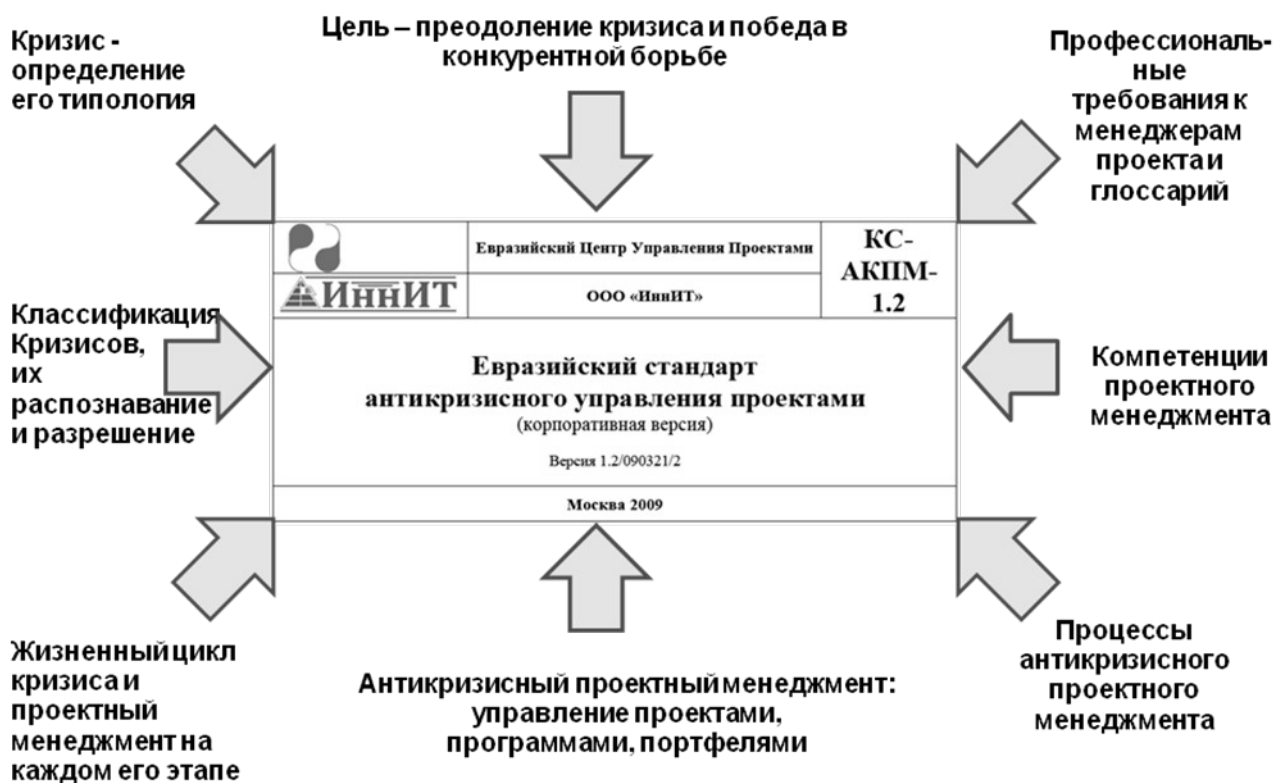 Цель – преодоление кризиса и победа в
конкурентной борьбе
Кризис -
определение
его типология
Профессиональ-
ные
требования к
менеджерам
проекта и
глоссарий
Евразийский Центр Управления Проектами
КС-
АКПМ-
1.2
ИннИТ
ООО «ИннИТ»
Классификация
Кризисов,
их
распознавание
и разрешение
Евразийский стандарт
антикризисного управления проектами
(корпоративная версия)
Версия 1.2/090321/2
Москва 2009
Компетенции
проектного
менеджмента
Жизненный цикл
кризиса и
проектный
менеджмент на
каждом его этапе
Антикризисный проектный менеджмент:
управление проектами,
программами, портфелями
Процессы
антикризисного
проектного
менеджмента